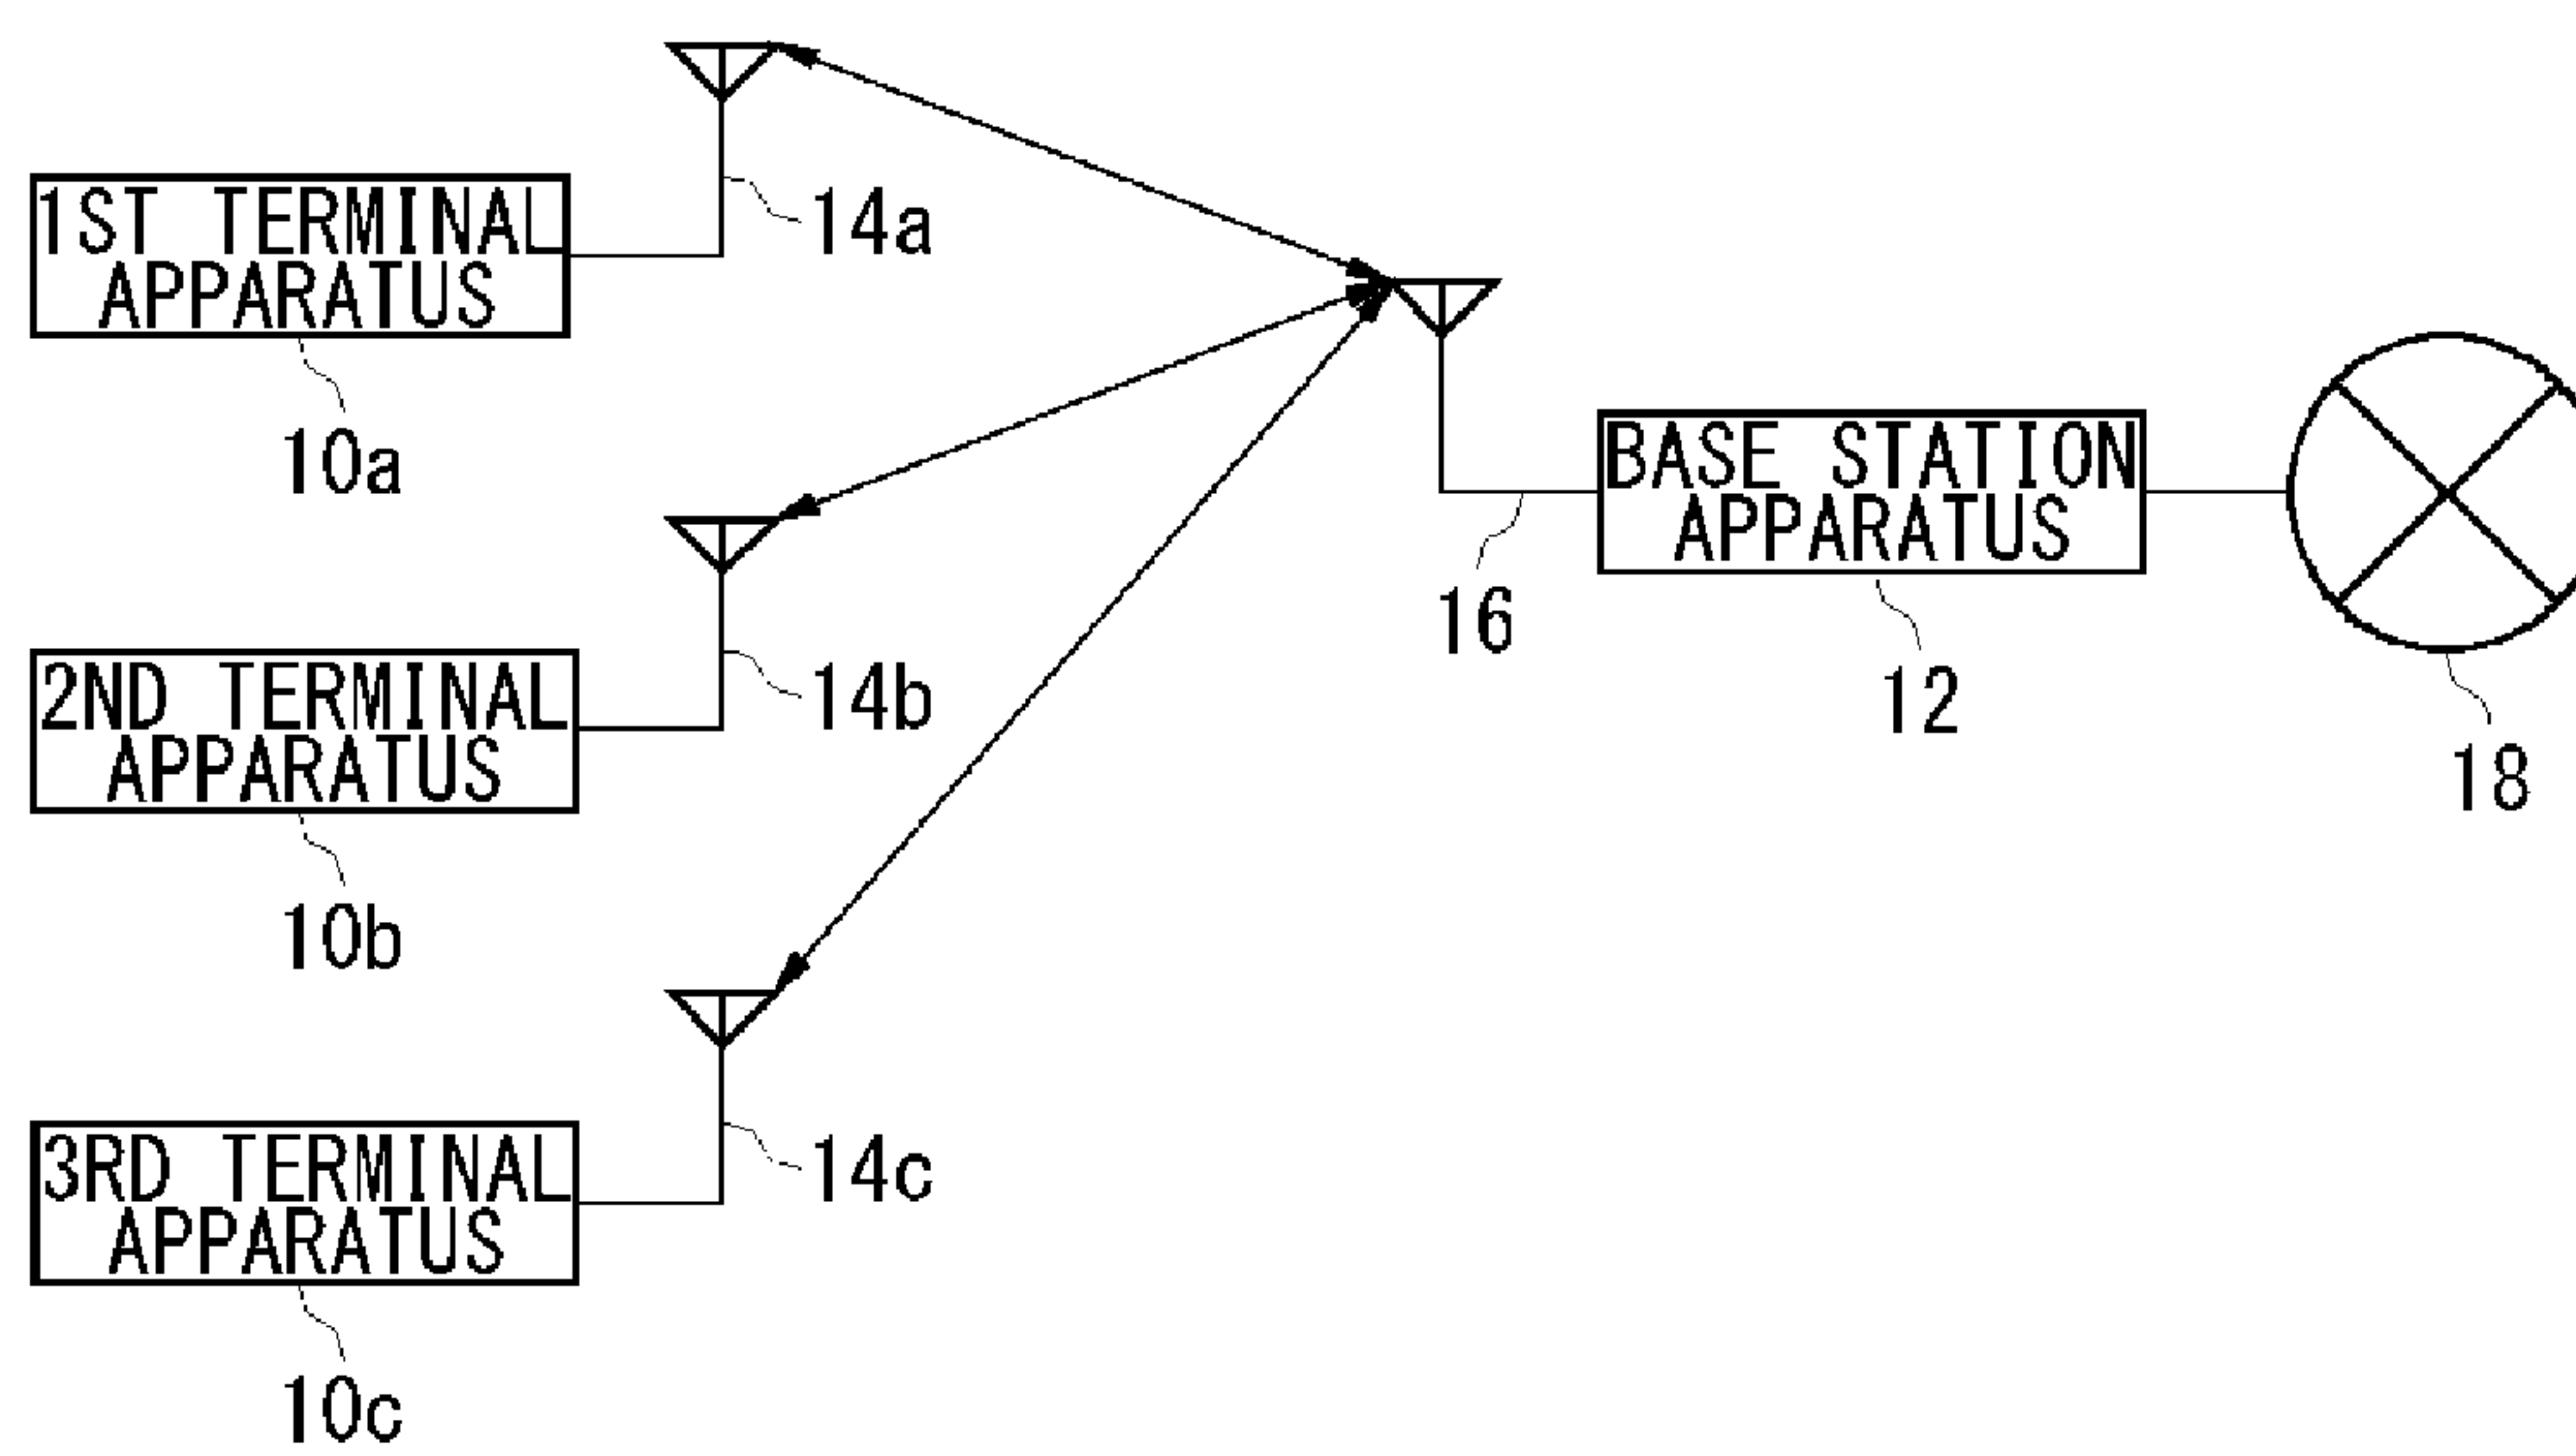 1ST TERMINAL
APPARATUS
14a
10a
BASE STATION
APPARATUS
16
12
18
2ND TERMINAL
APPARATUS
14b
10b
3RD TERMINAL
APPARATUS
14c
10c